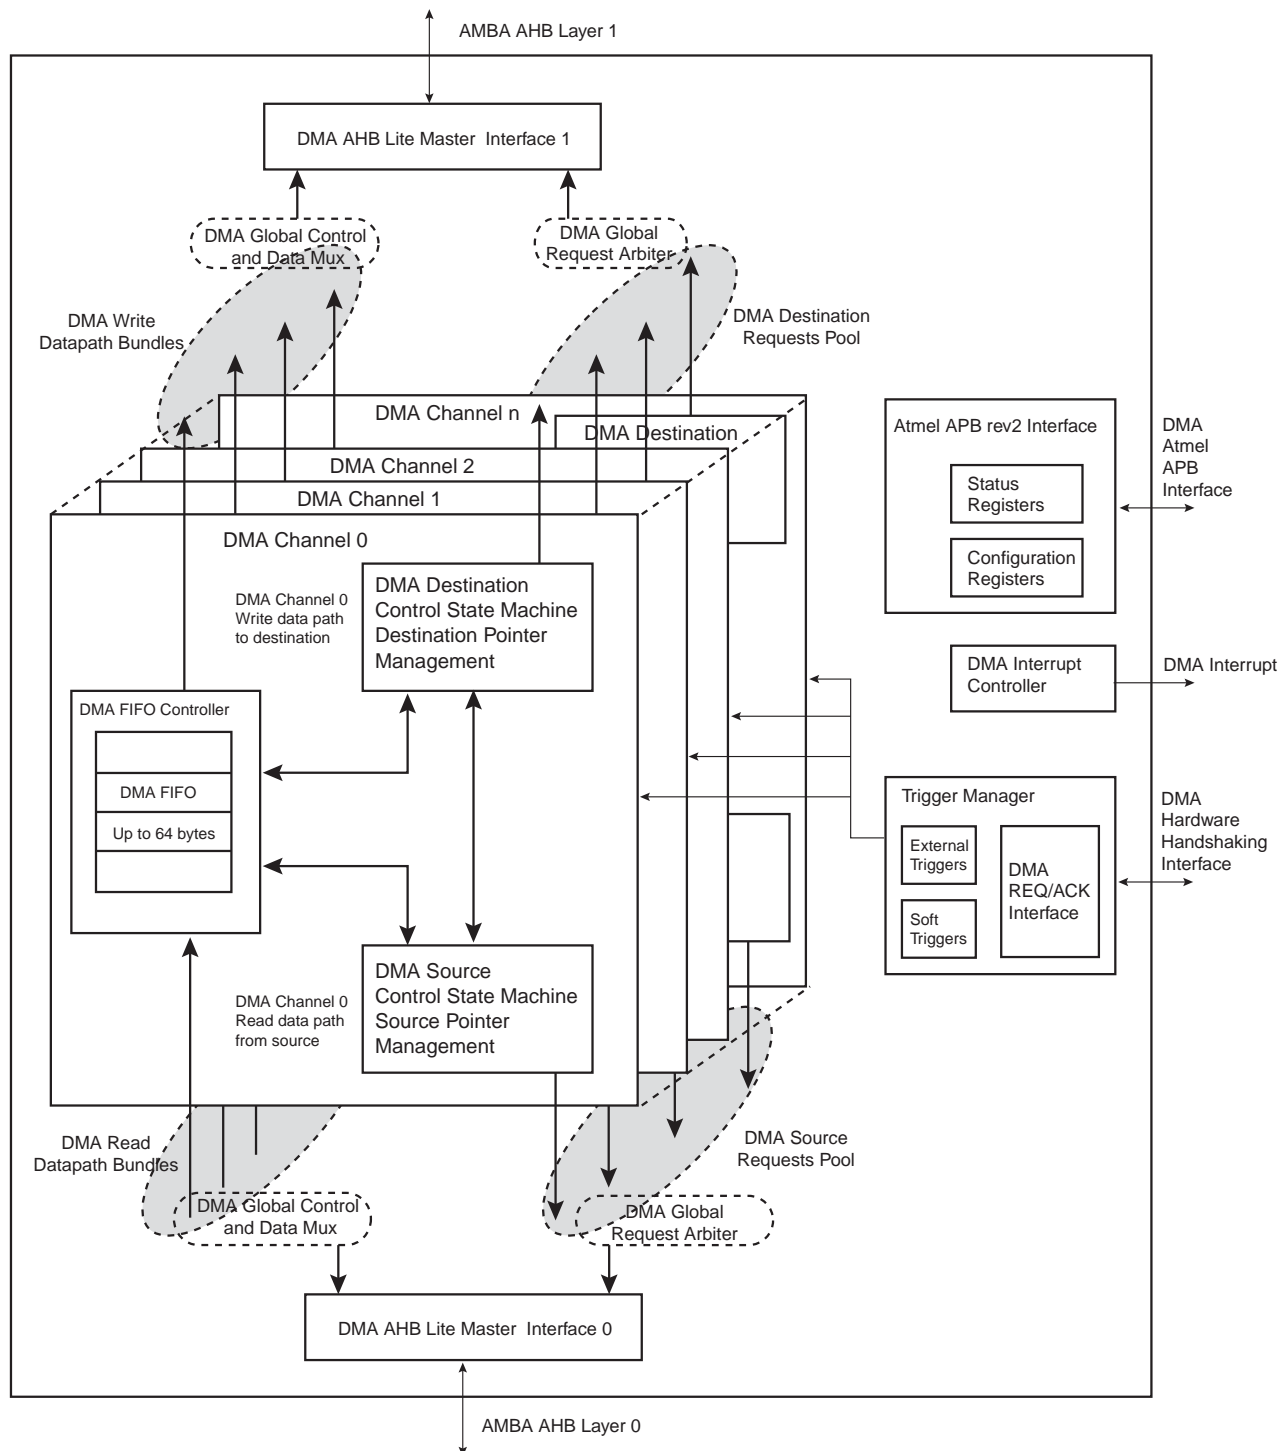 AMBA AHB Layer 1
DMA AHB Lite Master Interface 1
DMA Global Control
and Data Mux
DMA Global
Request Arbiter
DMA Write
Datapath Bundles
DMA Destination
Requests Pool
DMA Channel n
DMA Destination
DMA Channel 2
DMA Channel 1
DMA Channel 0
Atmel APB rev2 Interface
Status
Registers
Configuration
Registers
DMA
Atmel
APB
Interface
DMA Channel 0
Write data path
to destination
DMA Destination
Control State Machine
Destination Pointer
Management
DMA Interrupt
Controller
DMA Interrupt
DMA FIFO Controller
DMA FIFO
Up to 64 bytes
Trigger Manager
External
Triggers
Soft
Triggers
DMA
REQ/ACK
Interface
DMA
Hardware
Handshaking
Interface
DMA Channel 0
Read data path
from source
DMA Source
Control State Machine
Source Pointer
Management
DMA Read
Datapath Bundles
DMA Source
Requests Pool
DMA Global Control
and Data Mux
DMA Global
Request Arbiter
DMA AHB Lite Master Interface 0
AMBA AHB Layer 0